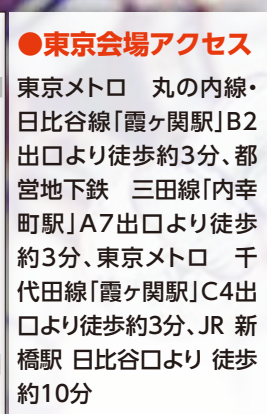 ●東京会場アクセス
東京メトロ　丸の内線・
日比谷線「霞ヶ関駅」B2
出口より徒歩約3分、都
営地下鉄　三田線「内幸
町駅」A7出口より徒歩
約3分、東京メトロ　千
代田線「霞ヶ関駅」C4出
口より徒歩約3分、JR 新
橋駅 日比谷口より 徒歩
約10分